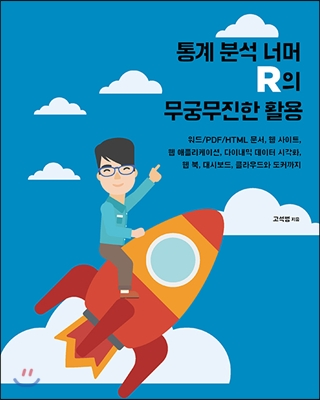 통계 분석 너머
R의
무궁무진한 활용
워드/PDF/HTML 문서, 웹 사이트,
웹 애플리케이션, 다이내믹 데이터 시각화,
웹 북, 대시보드, 클라우드와 도커까지
고석범 지음